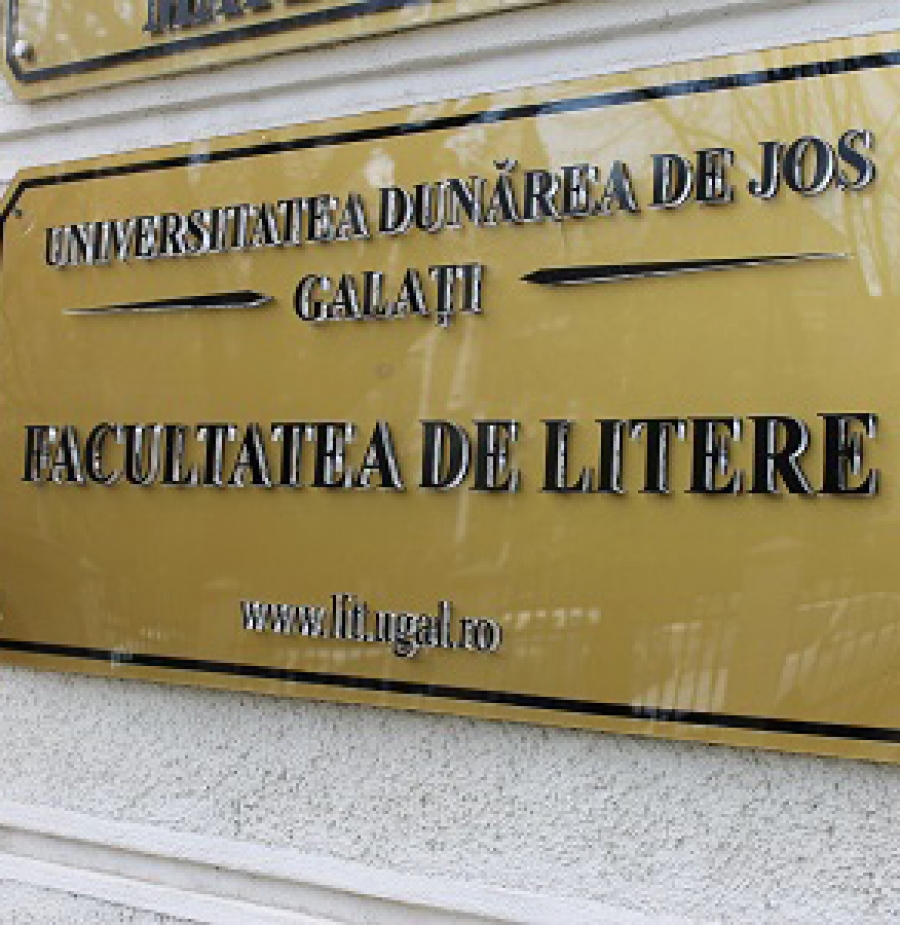 UNIVERSITATEA DUNĂREA DE JOS
GALAȚI
FACULTATEA DE LITERE
www.lit.ugal.ro